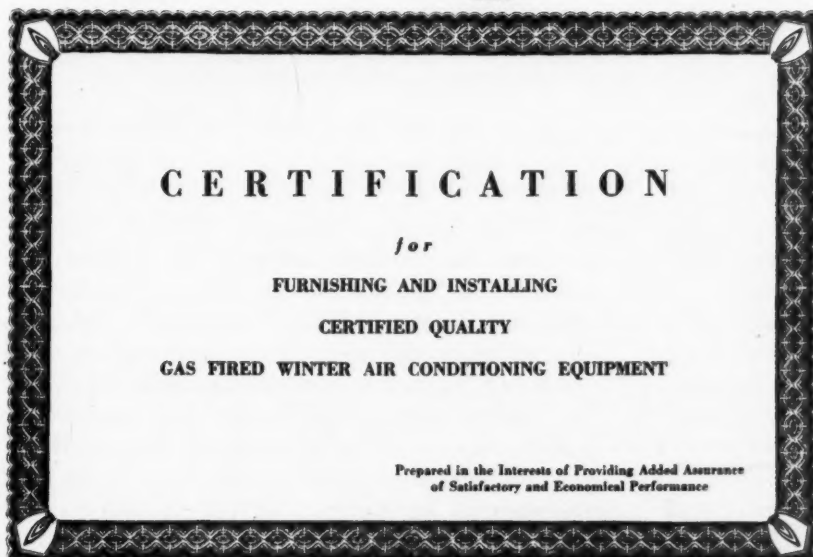 CERTIFICATION
for
FURNISHING AND INSTALLING
CERTIFIED QUALITY
GAS FIRED WINTER AIR CONDITIONING EQUIPMENT
Prepared in the Interests of Providing Added Assurance
of Satisfactory and Economical Performance